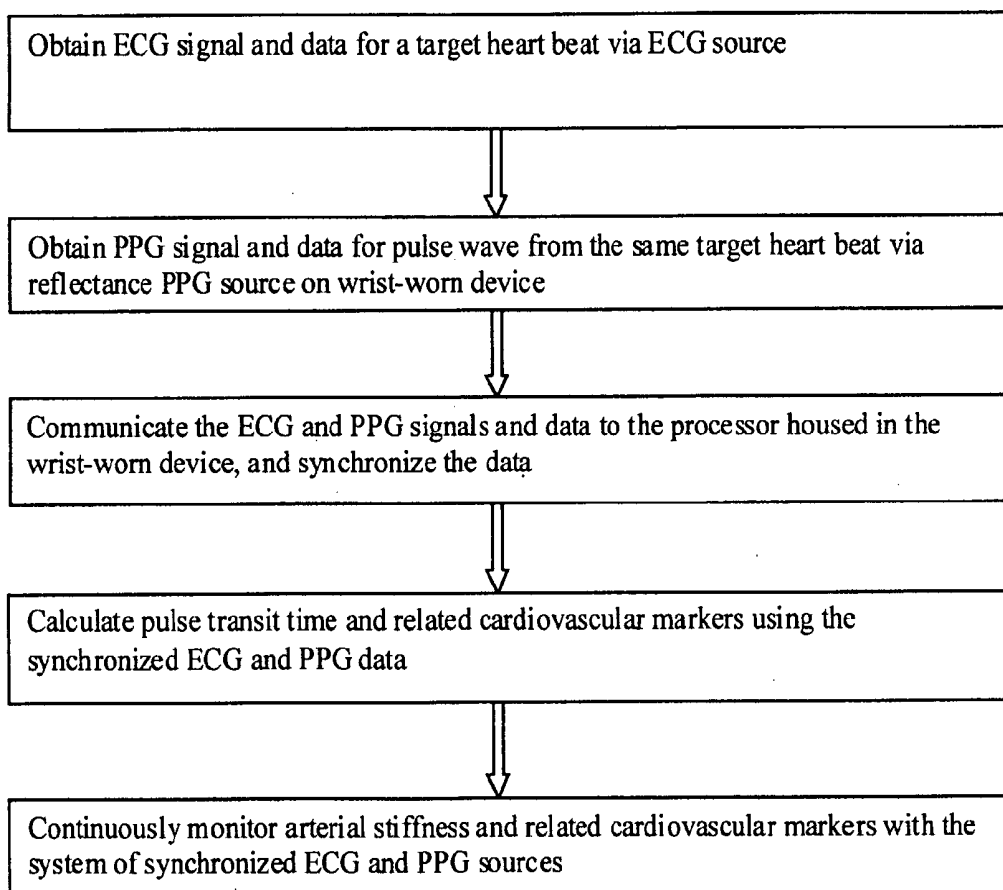 Obtain ECG signal and data for a target heart beat via ECG source
Obtain PPG signal and data for pulse wave from the same target heart beat via
reflectance PPG source on wrist-worn device
Communicate the ECG and PPG signals and data to the processor housed in the
wrist-worn device, and synchronize the data
Calculate pulse transit time and related cardiovascular markers using the
synchronized ECG and PPG data
Continuously monitor arterial stiffness and related cardiovascular markers with the
system of synchronized ECG and PPG sources